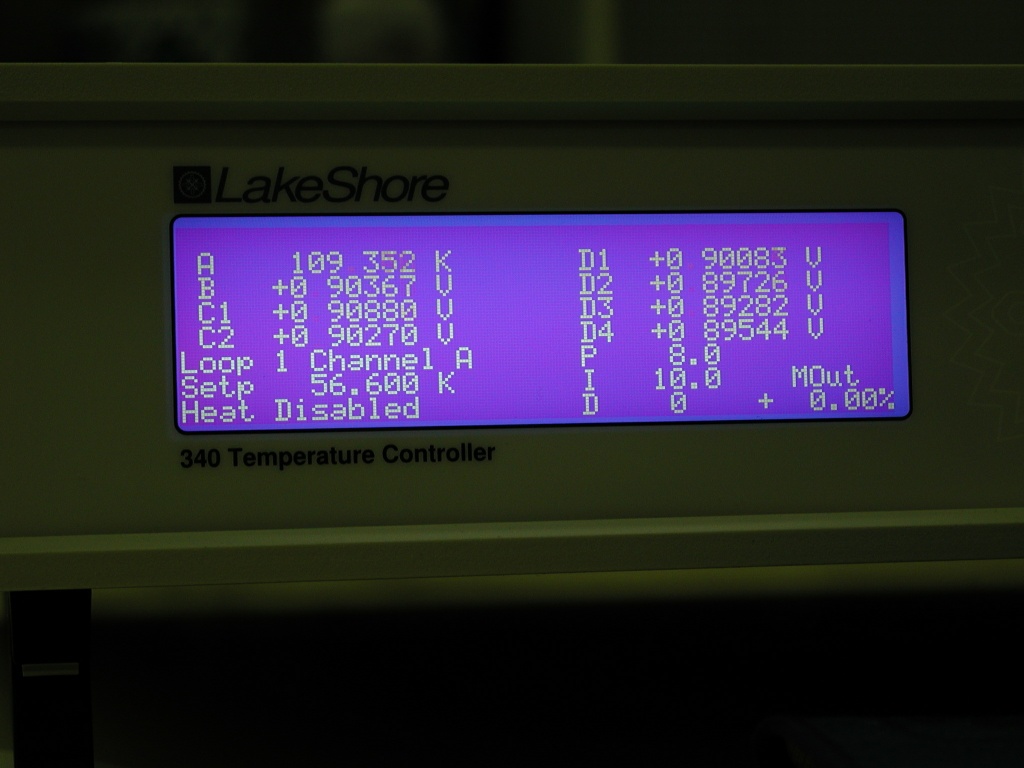 LakeShore
A 109.352 K D1 +0.90083 V
B +0.90367 V D2 +0.89726 V
C1 +0.90880 V D3 +0.89282 V
C2 +0.90270 V D4 +0.89544 V
Loop 1 Channel A P 8.0
Setp 56.600 K I 10.0 MOut
Heat Disabled D 0 + 0.00%
340 Temperature Controller